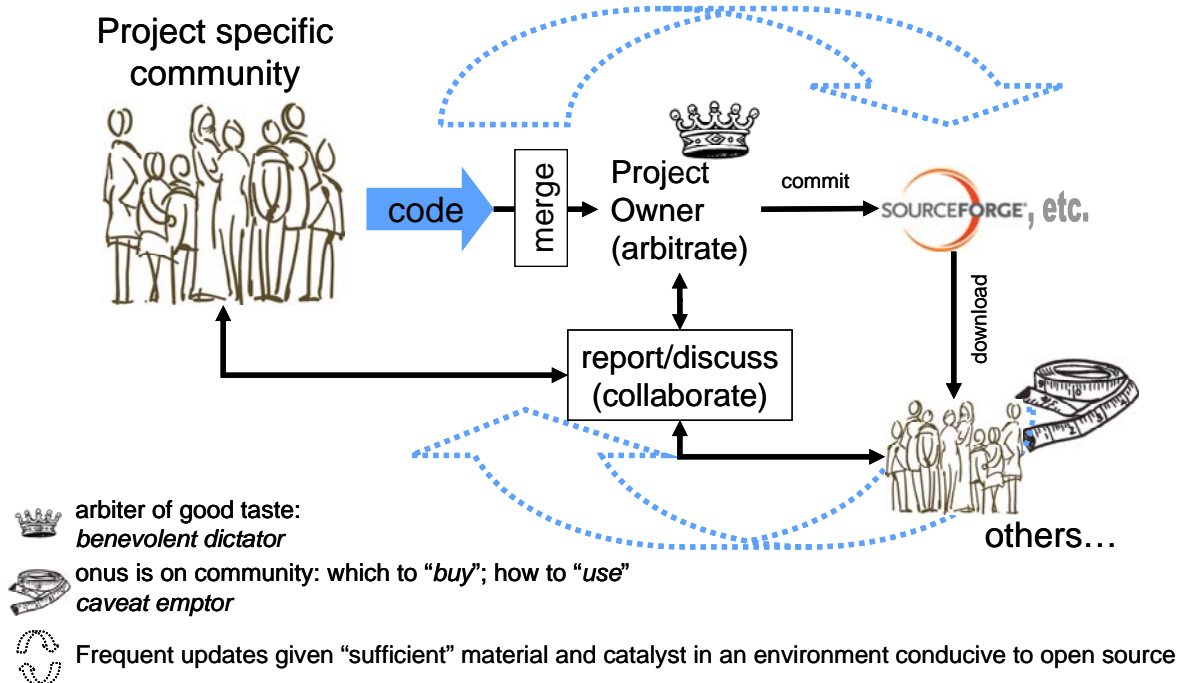 Project specific
community
code
merge
Project
Owner
(arbitrate)
commit
SOURCEFORGE®, etc.
download
report/discuss
(collaborate)
others…
arbiter of good taste:
benevolent dictator
onus is on community: which to “buy”; how to “use”
caveat emptor
Frequent updates given “sufficient” material and catalyst in an environment conducive to open source